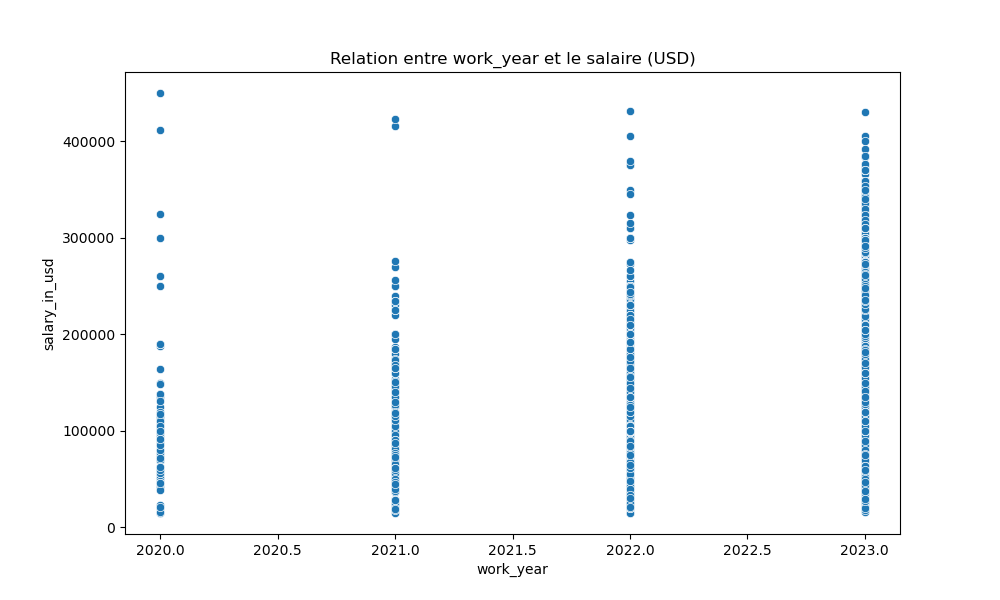 Relation entre work_year et le salaire (USD)
400000
300000
200000
100000
0
salary_in_usd
2020.0 2020.5 2021.0 2021.5 2022.0 2022.5 2023.0
work_year